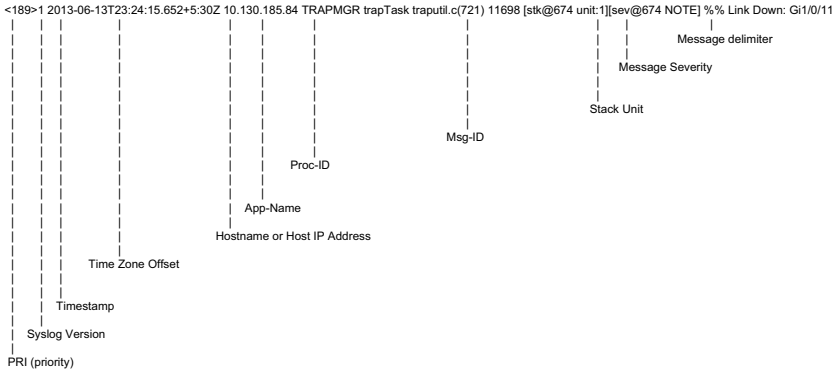 <189>1 2013-06-13T23:24:15.652+5:30Z 10.130.185.84 TRAPMGR trapTask traputil.c(721) 11698 [stk@674 unit:1][sev@674 NOTE] %% Link Down: Gi1/0/11
Message delimiter
Message Severity
Stack Unit
Msg-ID
Proc-ID
App-Name
Hostname or Host IP Address
Time Zone Offset
Timestamp
Syslog Version
PRI (priority)